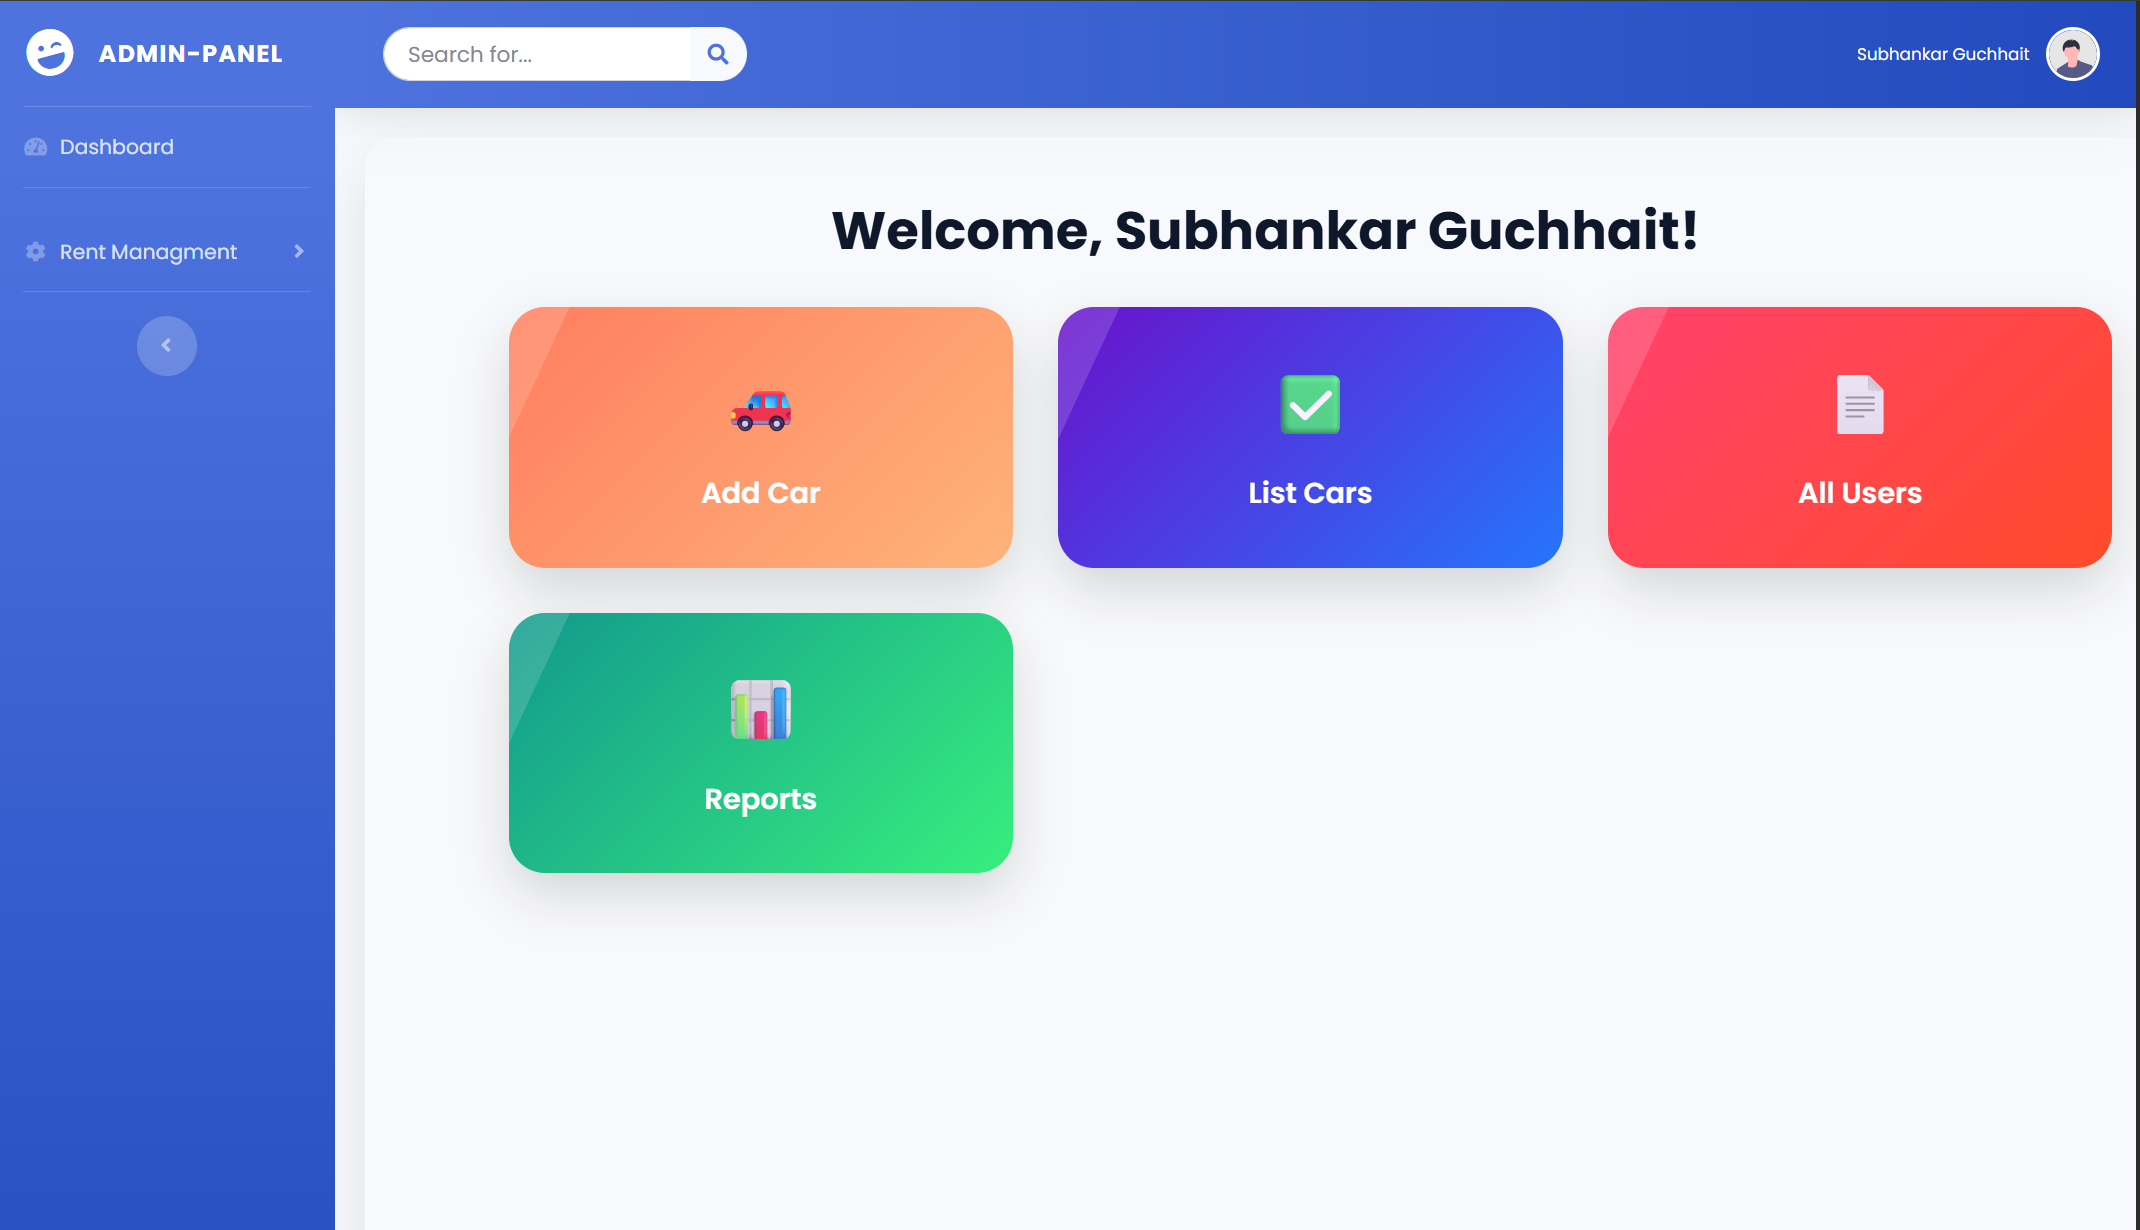 ADMIN-PANEL
Search for...
Subhankar Guchhait
Dashboard
Rent Managment
Welcome, Subhankar Guchhait!
Add Car
List Cars
All Users
Reports